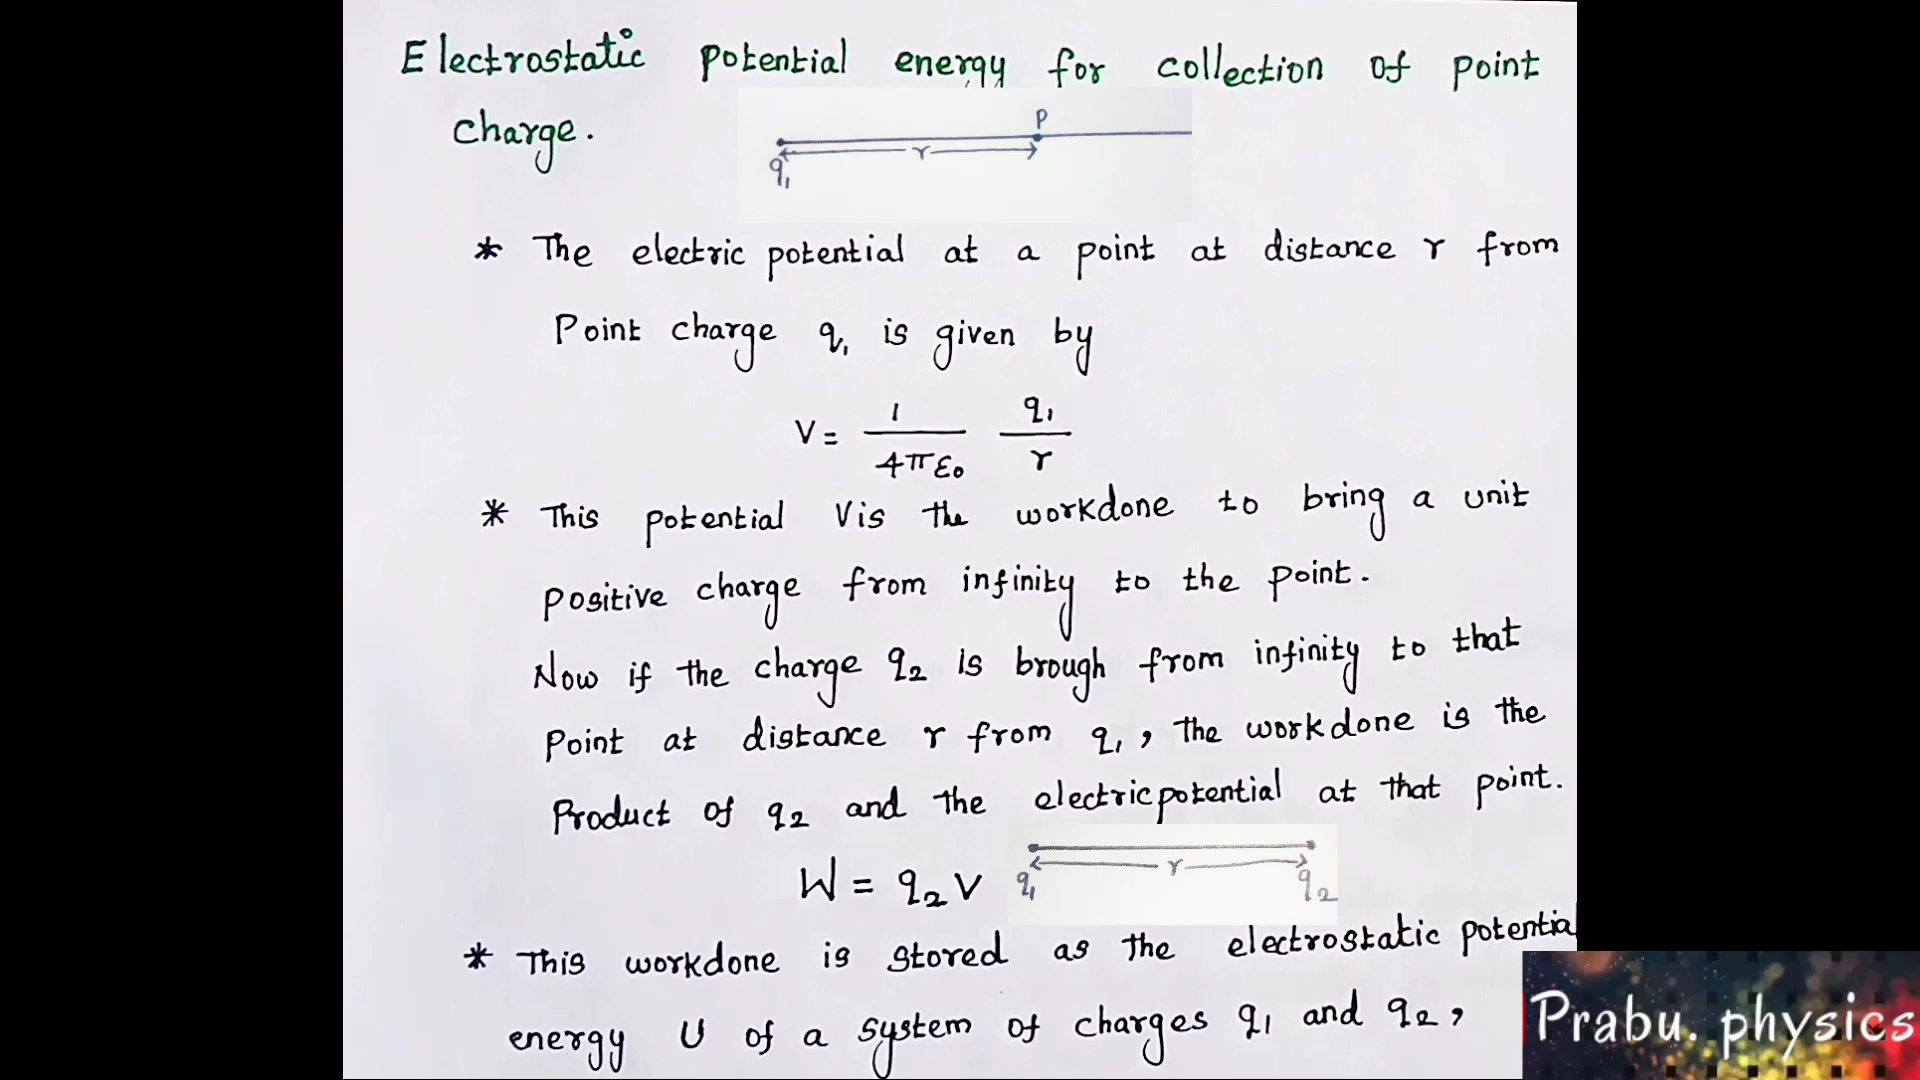 Electrostatic potential energy for collection of point
charge.
P
r
q₁
* The electric potential at a point at distance r from
Point charge q₁ is given by
V = 1/4πε₀ q₁/r
* This potential V is the workdone to bring a unit
positive charge from infinity to the point.
Now if the charge q₂ is brough from infinity to that
Point at distance r from q₁, the workdone is the
Product of q₂ and the electric potential at that point.
W = q₂V
q₁ r q₂
* This workdone is stored as the electrostatic potentia
energy U of a system of charges q₁ and q₂,
Prabu. physics